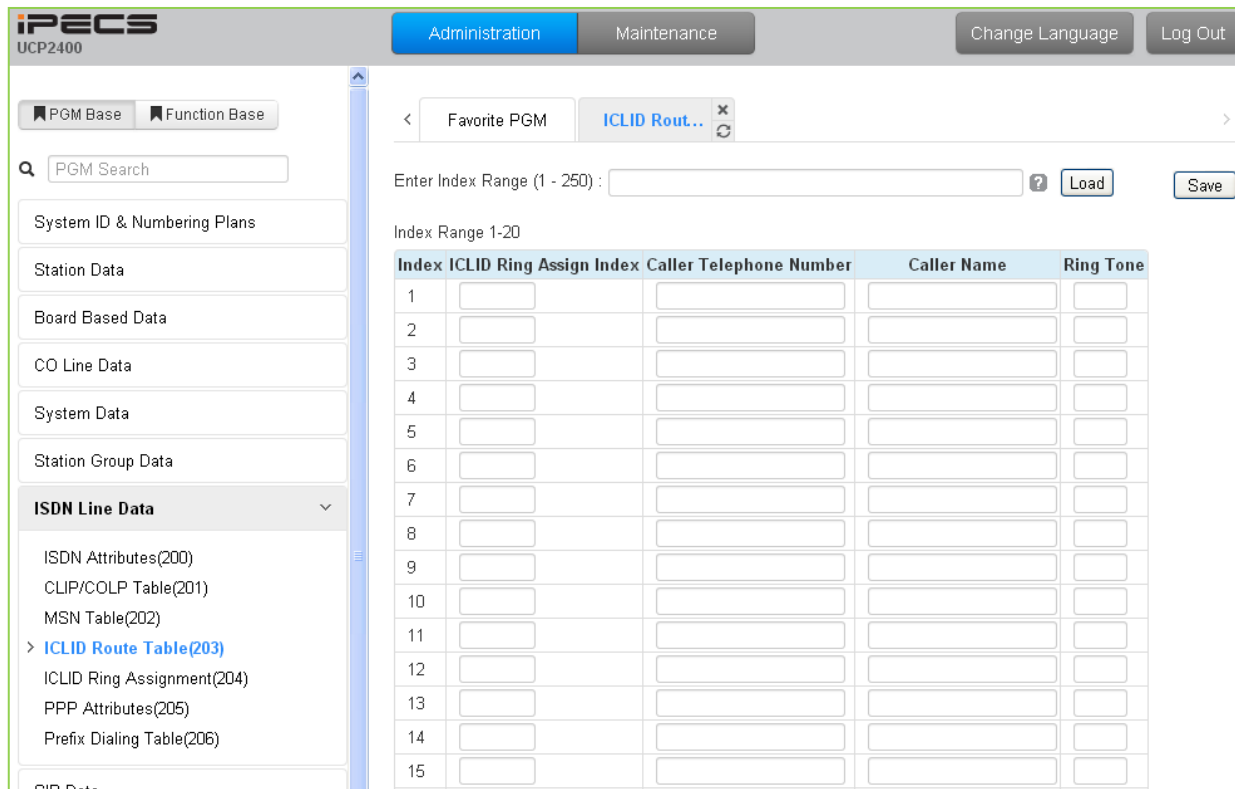 iPECS
UCP2400
Administration
Maintenance
Change Language
Log Out
PGM Base
Function Base
PGM Search
System ID & Numbering Plans
Station Data
Board Based Data
CO Line Data
System Data
Station Group Data
ISDN Line Data
ISDN Attributes(200)
CLIP/COLP Table(201)
MSN Table(202)
> ICLID Route Table(203)
ICLID Ring Assignment(204)
PPP Attributes(205)
Prefix Dialing Table(206)
< Favorite PGM ICLID Rout... >
Enter Index Range (1 - 250) : ? Load Save
Index Range 1-20
Index ICLID Ring Assign Index Caller Telephone Number Caller Name Ring Tone
1
2
3
4
5
6
7
8
9
10
11
12
13
14
15